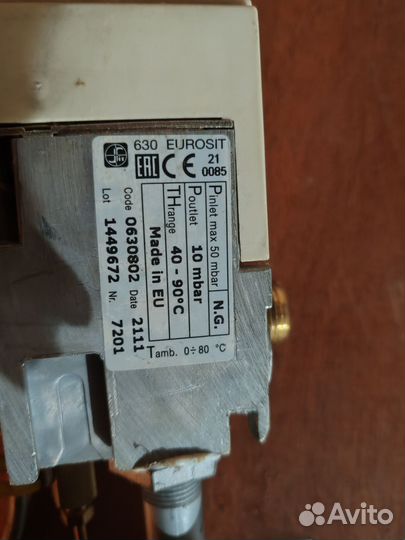 630 EUROSIT
EAC CE 21
0085
Pinlet max 50 mbar N.G.
Poutlet 10 mbar
THrange 40 - 90°C
Made in EU
Code 0630802 Date 2111
Lot 1449672 Nr. 7201
Tamb. 0÷80 °C
Avito